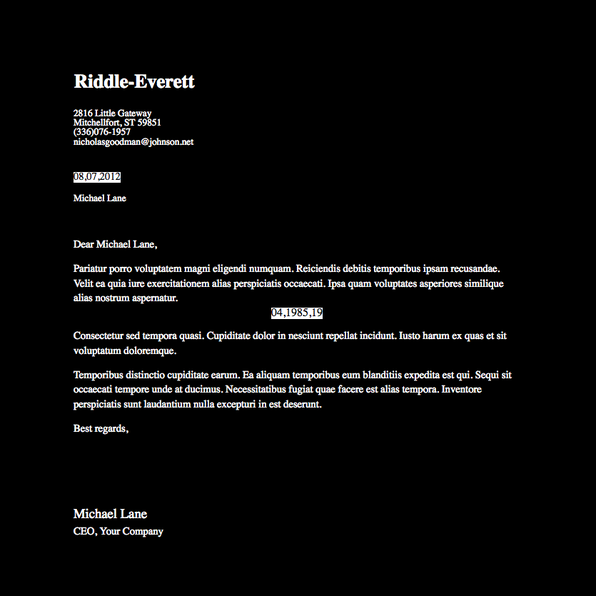 Riddle-Everett
2816 Little Gateway
Mitchellfort, ST 59851
(336)076-1957
nicholasgoodman@johnson.net
08,07,2012
Michael Lane
Dear Michael Lane,
Pariatur porro voluptatem magni eligendi numquam. Reiciendis debitis temporibus ipsam recusandae.
Velit ea quia iure exercitationem alias perspiciatis occaecati. Ipsa quam voluptates asperiores similique
alias nostrum aspernatur.
04,1985,19
Consectetur sed tempora quasi. Cupiditate dolor in nesciunt repellat incidunt. Iusto harum ex quas et sit
voluptatum doloremque.
Temporibus distinctio cupiditate earum. Ea aliquam temporibus eum blanditiis expedita est qui. Sequi sit
occaecati tempore unde at ducimus. Necessitatibus fugiat quae facere est alias tempora. Inventore
perspiciatis sunt laudantium nulla excepturi in est deserunt.
Best regards,
Michael Lane
CEO, Your Company